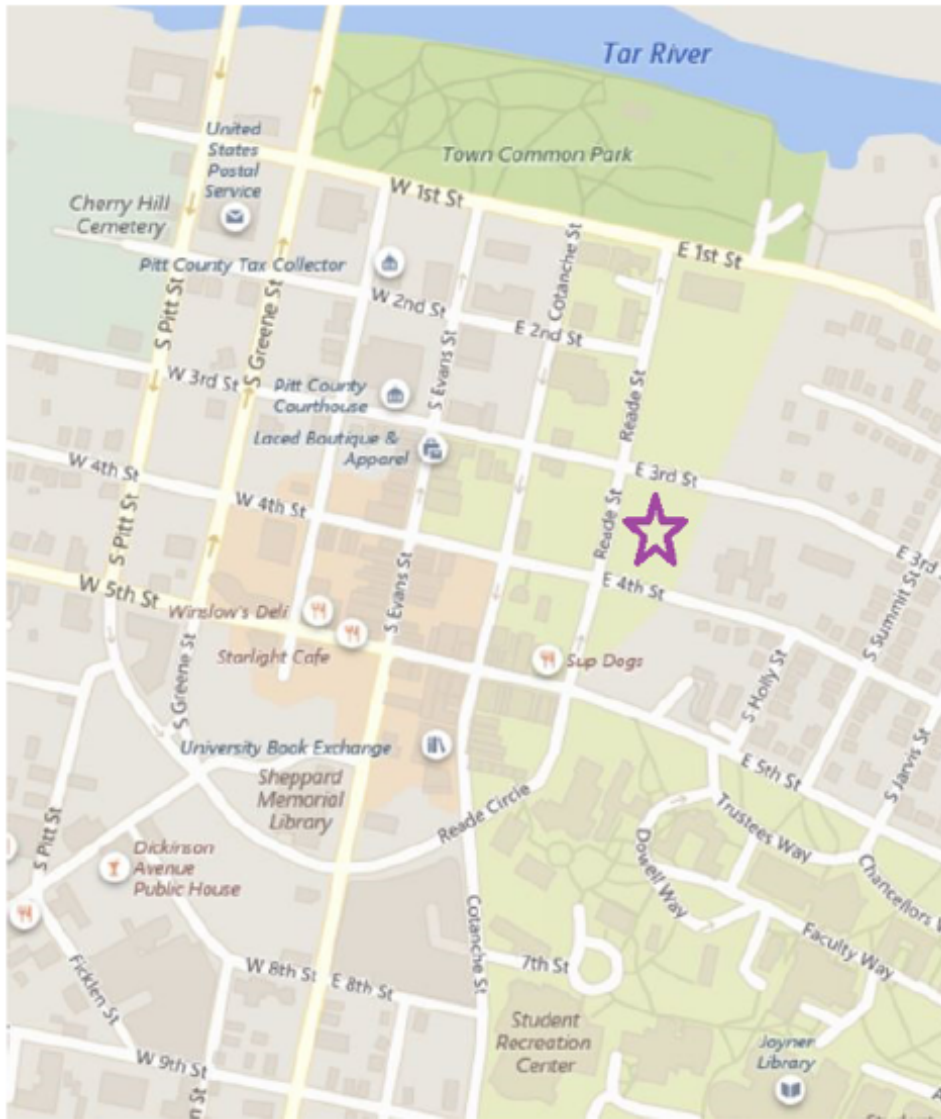 Tar River
United
States
Postal
Service
Town Common Park
W 1st St
Cherry Hill
Cemetery
E 1st St
Cotanche St
Pitt County Tax Collector
S Pitt St
S Greene St
W 2nd St
E 2nd St
S Evans St
W 3rd St
Pitt County
Courthouse
Reade St
Laced Boutique &
Apparel
W 4th St
E 3rd St
W 4th St
S Pitt St
Reade St
E 3rd
W 5th St
E 4th St
S Evans St
Winslow's Deli
S Summit St
Starlight Cafe
Sup Dogs
S Holly St
S Greene St
University Book Exchange
E 5th St
S Jarvis St
Sheppard
Memorial
Library
Reade Circle
Trustees Way
S Pitt St
Dickinson
Avenue
Public House
Dowell Way
Chancellors W
Cotanche St
Faculty Way
Ficklen St
W 8th St
E 8th St
7th St
Student
Recreation
Center
Joyner
Library
W 9th St